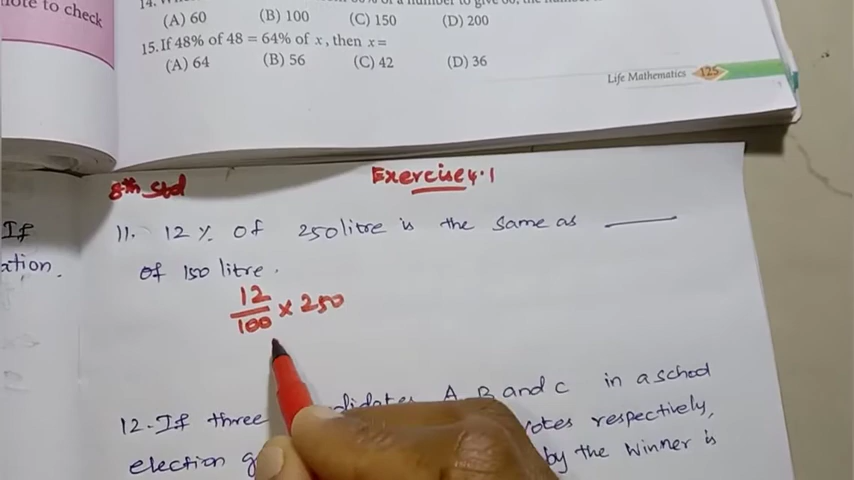 note to check
(A) 60 (B) 100 (C) 150 (D) 200
15. If 48% of 48 = 64% of x, then x=
(A) 64 (B) 56 (C) 42 (D) 36
Life Mathematics 125
8th Std Exercise 4.1
If
ation.
11. 12 % of 250 litre is the same as
of 150 litre.
12/100 × 250
12. If three A, B and C in a school
election votes respectively,
by the winner is